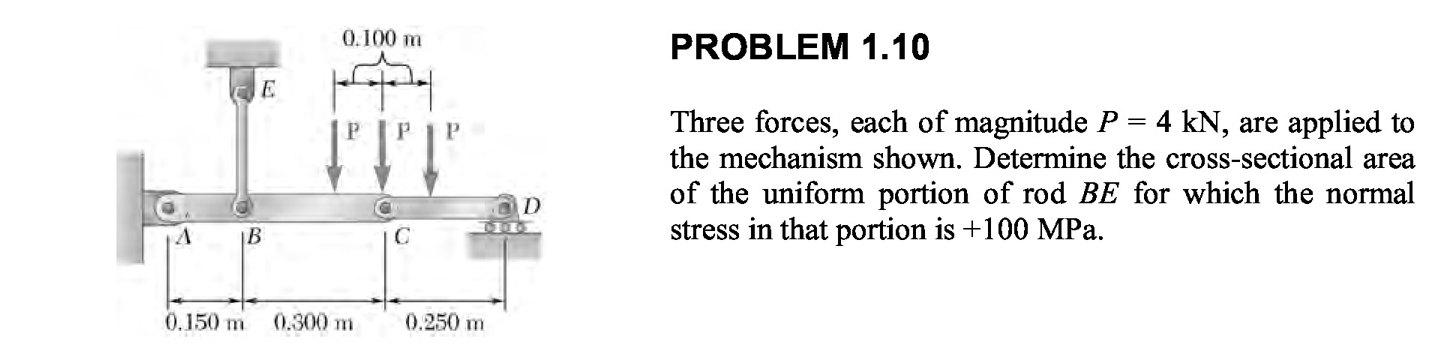 0.100 m
PROBLEM 1.10
E
P P P
Three forces, each of magnitude P = 4 kN, are applied to
the mechanism shown. Determine the cross-sectional area
of the uniform portion of rod BE for which the normal
stress in that portion is +100 MPa.
D
A B C
0.150 m 0.300 m 0.250 m